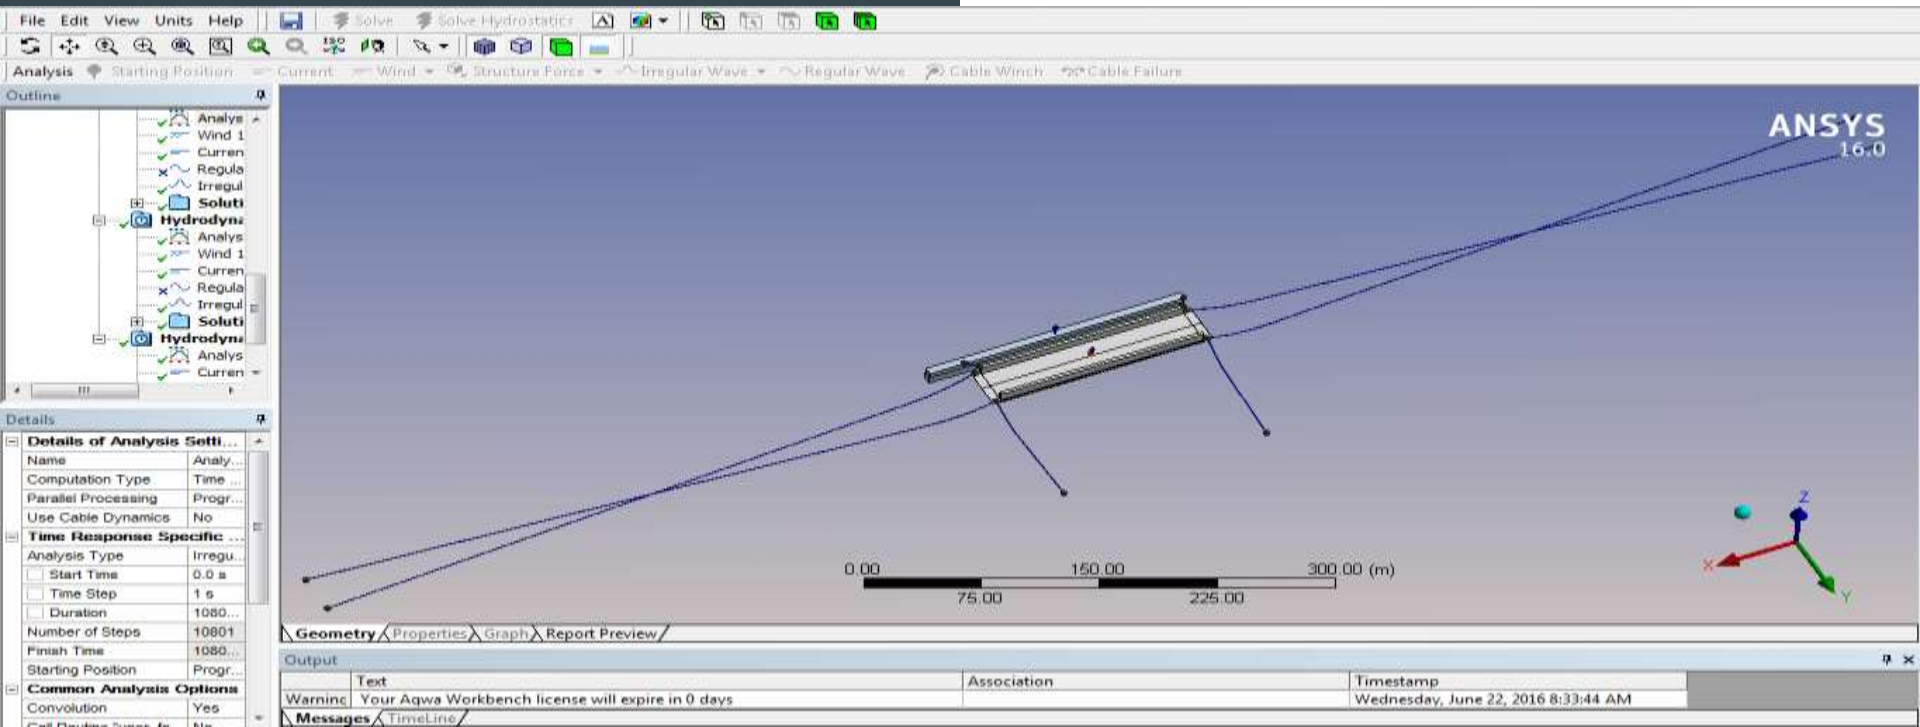 File Edit View Units Help Solve Solve Hydrostatics A
ISO
Analysis Starting Position Current Wind Structure Force Irregular Wave Regular Wave Cable Winch Cable Failure
Outline
Analys
Wind 1
Curren
Regula
Irregul
Soluti
Hydrodyna
Analys
Wind 1
Curren
Regula
Irregul
Soluti
Hydrodyna
Analys
Curren
ANSYS
16.0
Details
Details of Analysis Setti...
Name Analy...
Computation Type Time ...
Parallel Processing Progr...
Use Cable Dynamics No
Time Response Specific ...
Analysis Type Irregu...
Start Time 0.0 s
Time Step 1 s
Duration 1080...
Number of Steps 10801
Finish Time 1080...
Starting Position Progr...
Common Analysis Options
Convolution Yes
0.00 150.00 300.00 (m)
75.00 225.00
Z
X
Y
Geometry Properties Graph Report Preview
Output
Text Association Timestamp
Warning Your Aqwa Workbench license will expire in 0 days Wednesday, June 22, 2016 8:33:44 AM
Messages TimeLine